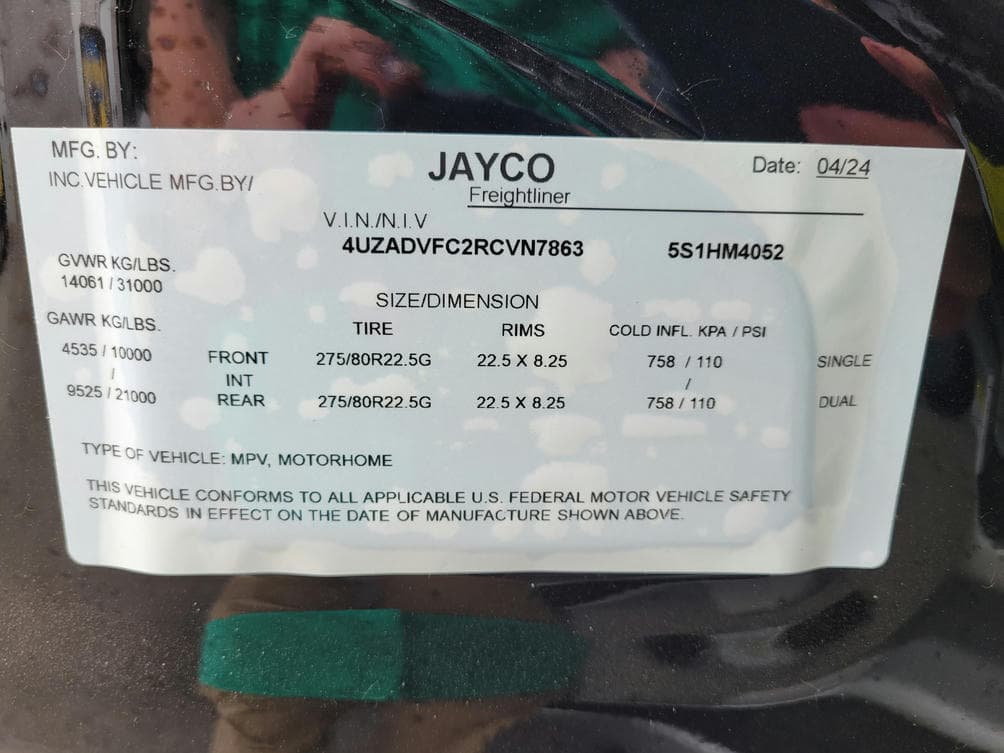 MFG. BY: JAYCO Date: 04/24
INC.VEHICLE MFG.BY/ Freightliner
V.I.N./N.I.V
4UZADVFC2RCVN7863 5S1HM4052
GVWR KG/LBS.
14061 / 31000
SIZE/DIMENSION
GAWR KG/LBS. TIRE RIMS COLD INFL. KPA / PSI
4535 / 10000 FRONT 275/80R22.5G 22.5 X 8.25 758 / 110 SINGLE
/ INT /
9525 / 21000 REAR 275/80R22.5G 22.5 X 8.25 758 / 110 DUAL
TYPE OF VEHICLE: MPV, MOTORHOME
THIS VEHICLE CONFORMS TO ALL APPLICABLE U.S. FEDERAL MOTOR VEHICLE SAFETY
STANDARDS IN EFFECT ON THE DATE OF MANUFACTURE SHOWN ABOVE.